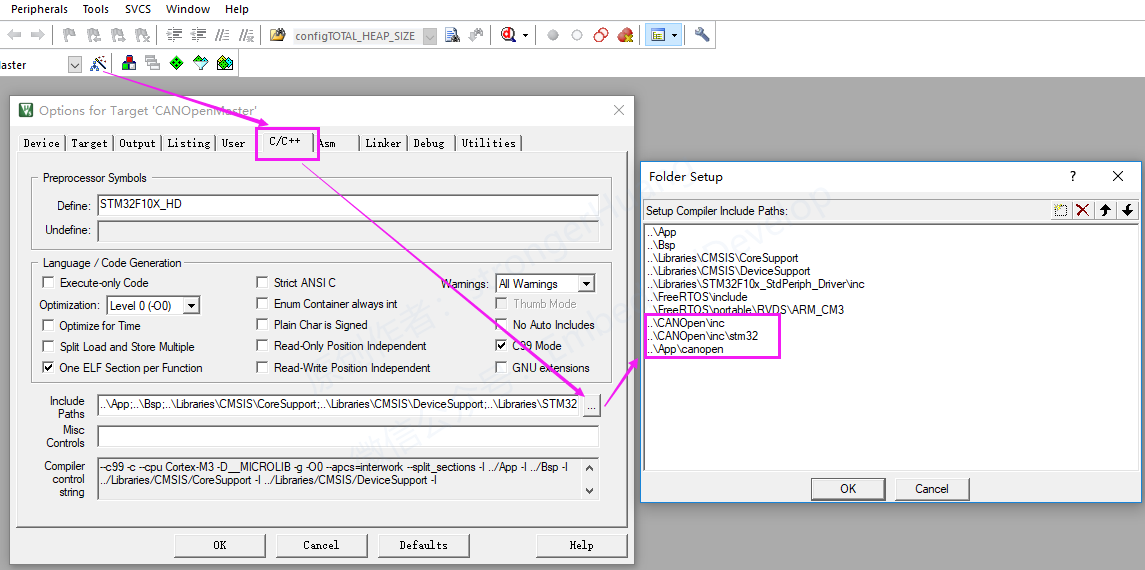 Peripherals Tools SVCS Window Help
configTOTAL_HEAP_SIZE
aster
Options for Target 'CANOpenMaster'
Device Target Output Listing User C/C++ Asm Linker Debug Utilities
Preprocessor Symbols
Define: STM32F10X_HD
Undefine:
Language / Code Generation
Execute-only Code Strict ANSI C Warnings: All Warnings
Optimization: Level 0 (-O0) Enum Container always int Thumb Mode
Optimize for Time Plain Char is Signed No Auto Includes
Split Load and Store Multiple Read-Only Position Independent C99 Mode
One ELF Section per Function Read-Write Position Independent GNU extensions
Include Paths ..\App;..\Bsp;..\Libraries\CMSIS\CoreSupport;..\Libraries\CMSIS\DeviceSupport;..\Libraries\STM32 ...
Misc Controls
Compiler control string --c99 -c --cpu Cortex-M3 -D__MICROLIB -g -O0 --apcs=interwork --split_sections -I ../App -I ../Bsp -I
../Libraries/CMSIS/CoreSupport -I ../Libraries/CMSIS/DeviceSupport -I
OK Cancel Defaults Help
Folder Setup ?
Setup Compiler Include Paths:
..\App
..\Bsp
..\Libraries\CMSIS\CoreSupport
..\Libraries\CMSIS\DeviceSupport
..\Libraries\STM32F10x_StdPeriph_Driver\inc
..\FreeRTOS\include
..\FreeRTOS\portable\RVDS\ARM_CM3
..\CANOpen\inc
..\CANOpen\inc\stm32
..\App\canopen
OK Cancel